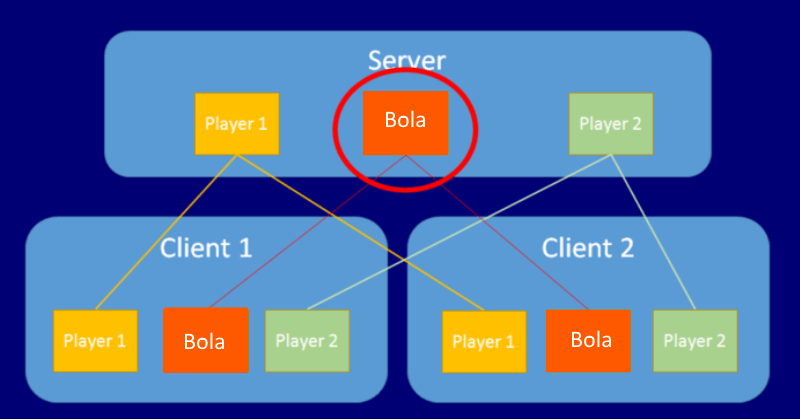 Server
Player 1
Bola
Player 2
Client 1
Client 2
Player 1
Bola
Player 2
Player 1
Bola
Player 2